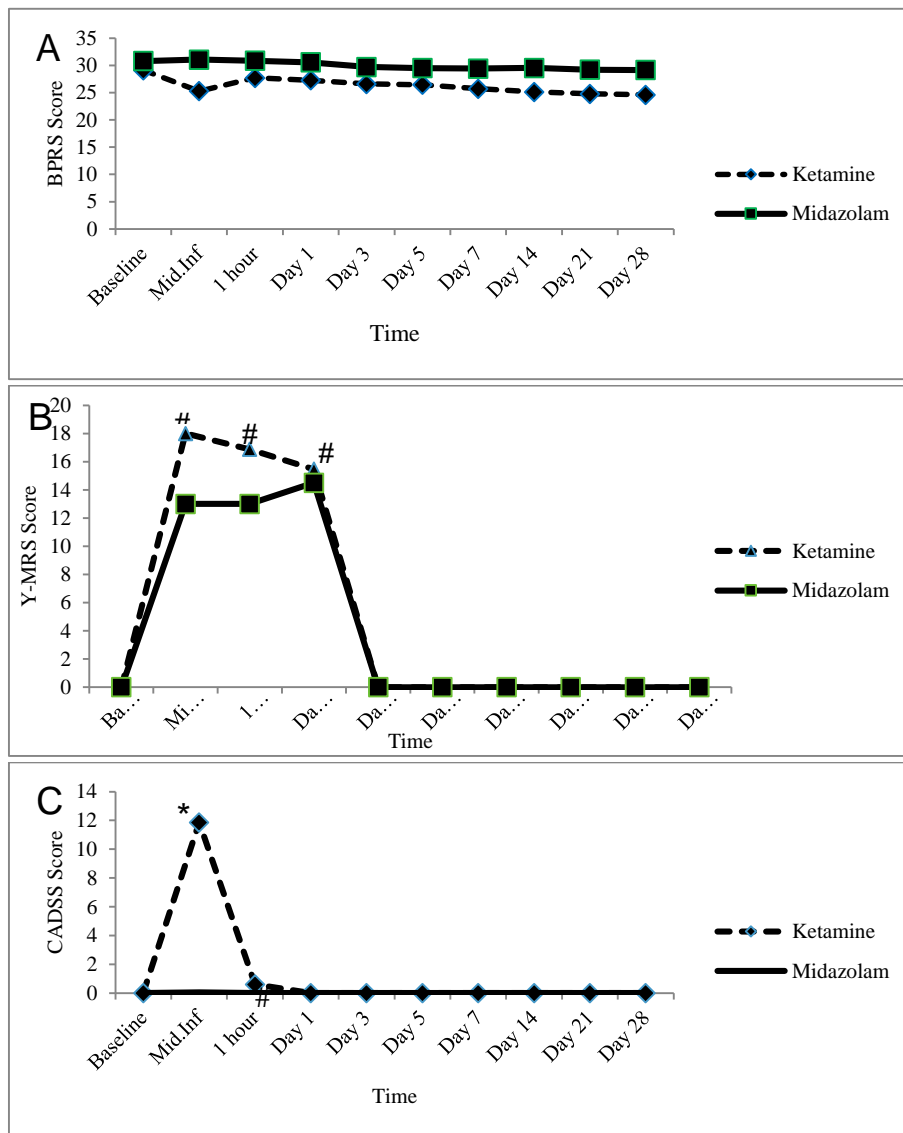 A
35
30
25
20
15
10
5
0
BPRS Score
Baseline
Mid.Inf
1 hour
Day 1
Day 3
Day 5
Day 7
Day 14
Day 21
Day 28
Time
Ketamine
Midazolam
B
20
18
16
14
12
10
8
6
4
2
0
Y-MRS Score
#
#
#
Ba…
Mi…
1…
Da…
Da…
Da…
Da…
Da…
Da…
Da…
Time
Ketamine
Midazolam
C
14
12
10
8
6
4
2
0
CADSS Score
*
#
Baseline
Mid.Inf
1 hour
Day 1
Day 3
Day 5
Day 7
Day 14
Day 21
Day 28
Time
Ketamine
Midazolam